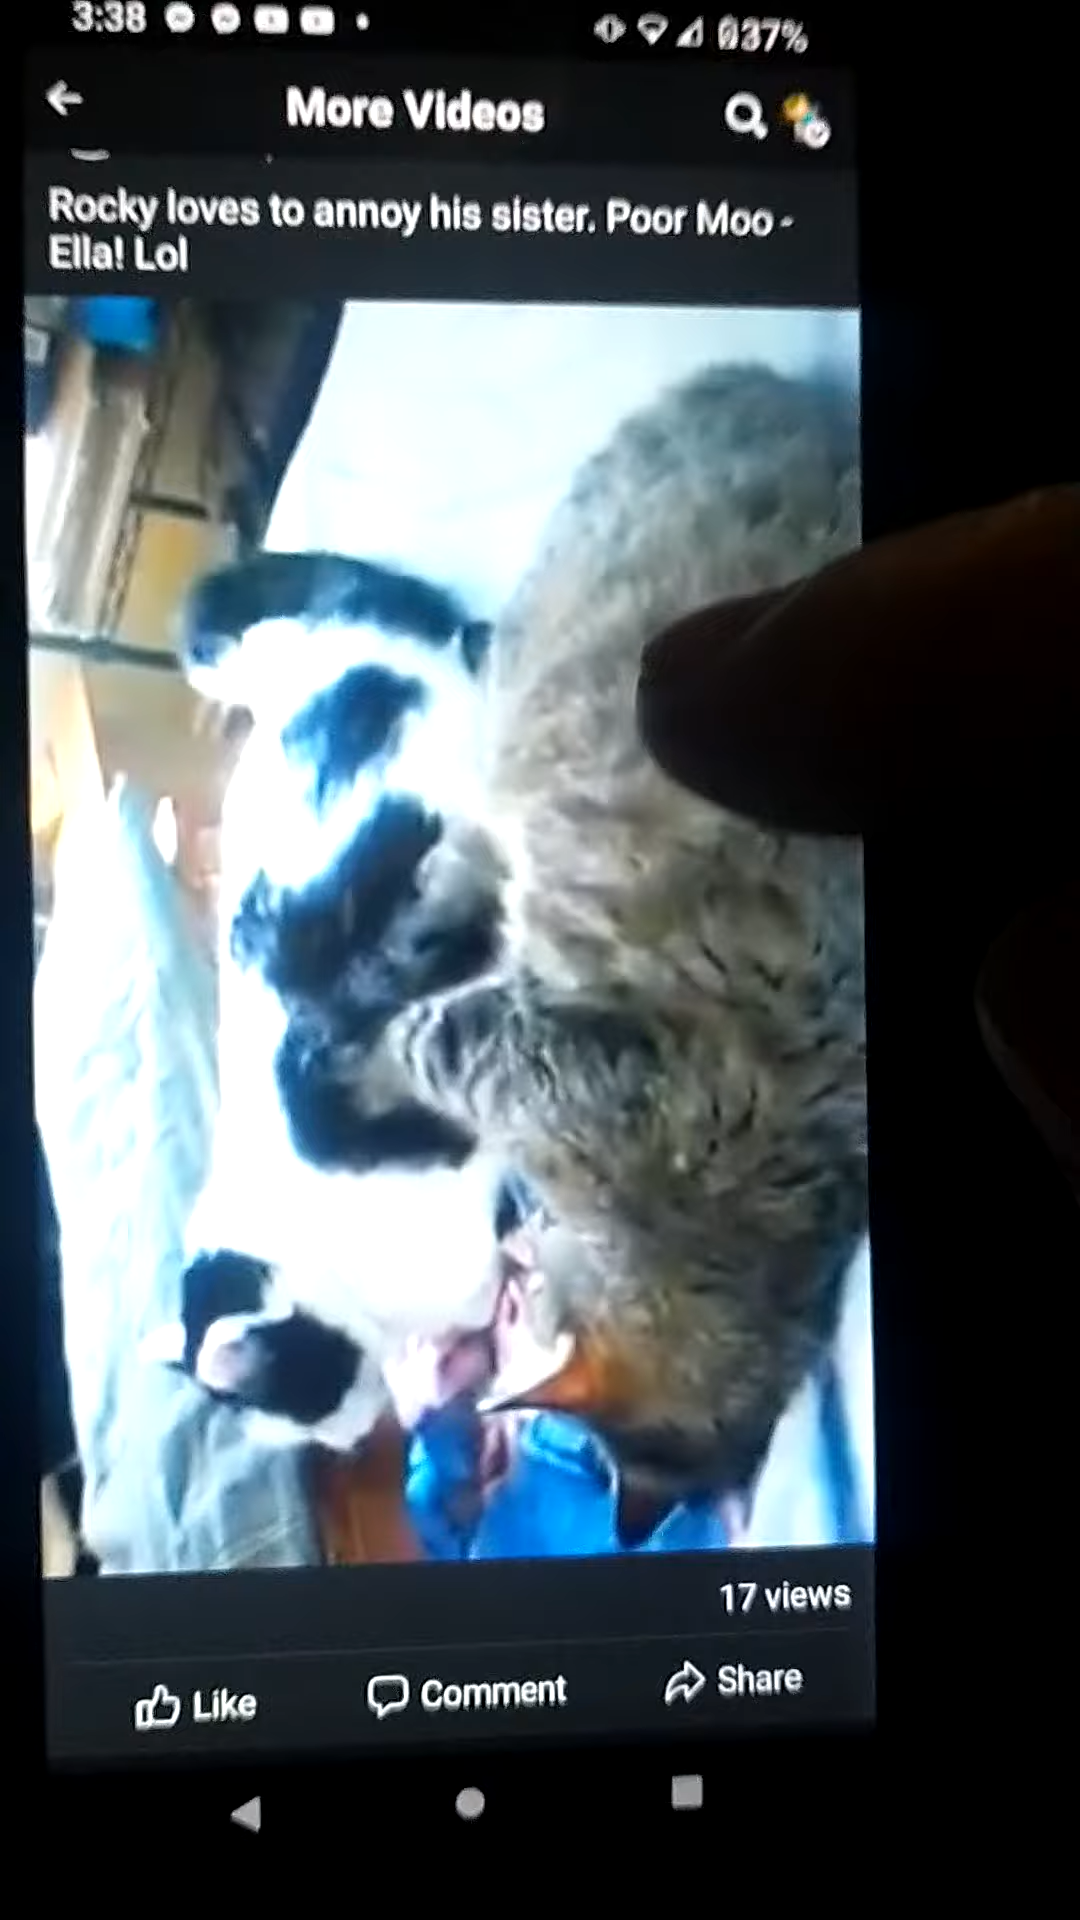 3:38 37%
More Videos
Rocky loves to annoy his sister. Poor Moo -
Ella! Lol
17 views
Like Comment Share